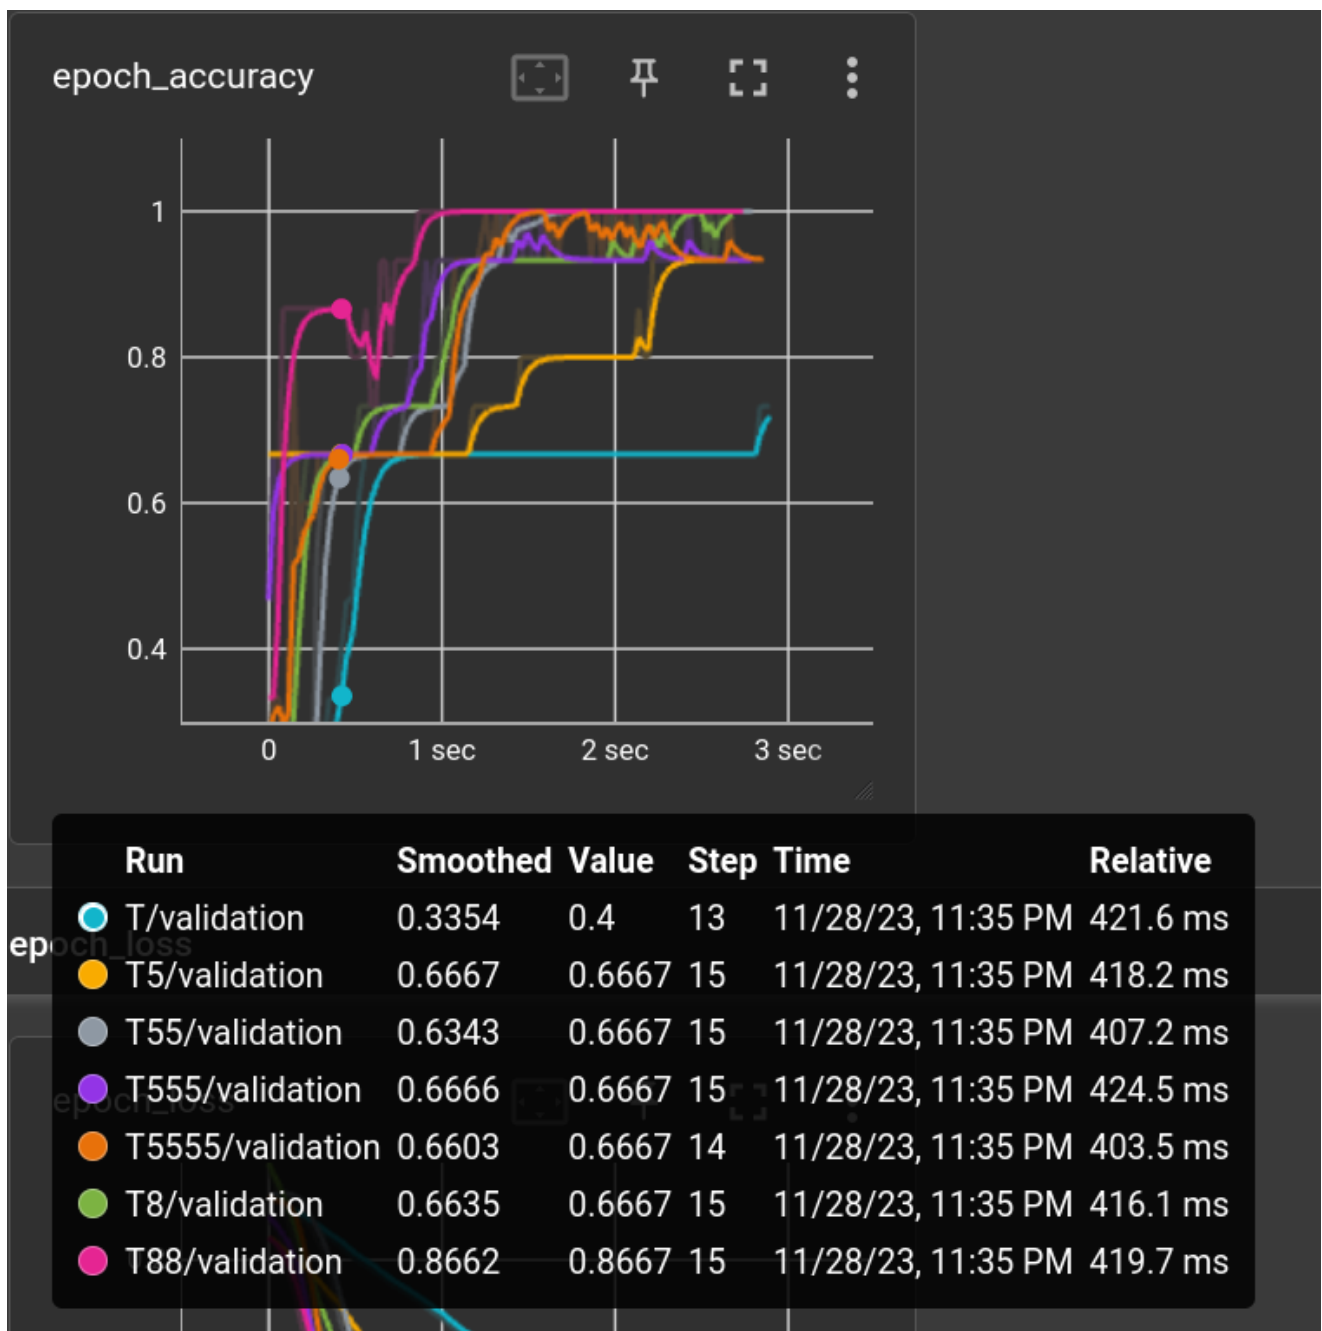 epoch_accuracy
1
0.8
0.6
0.4
0 1 sec 2 sec 3 sec
Run Smoothed Value Step Time Relative
T/validation 0.3354 0.4 13 11/28/23, 11:35 PM 421.6 ms
epoch_loss
T5/validation 0.6667 0.6667 15 11/28/23, 11:35 PM 418.2 ms
T55/validation 0.6343 0.6667 15 11/28/23, 11:35 PM 407.2 ms
T555/validation 0.6666 0.6667 15 11/28/23, 11:35 PM 424.5 ms
epoch_loss
T5555/validation 0.6603 0.6667 14 11/28/23, 11:35 PM 403.5 ms
T8/validation 0.6635 0.6667 15 11/28/23, 11:35 PM 416.1 ms
T88/validation 0.8662 0.8667 15 11/28/23, 11:35 PM 419.7 ms